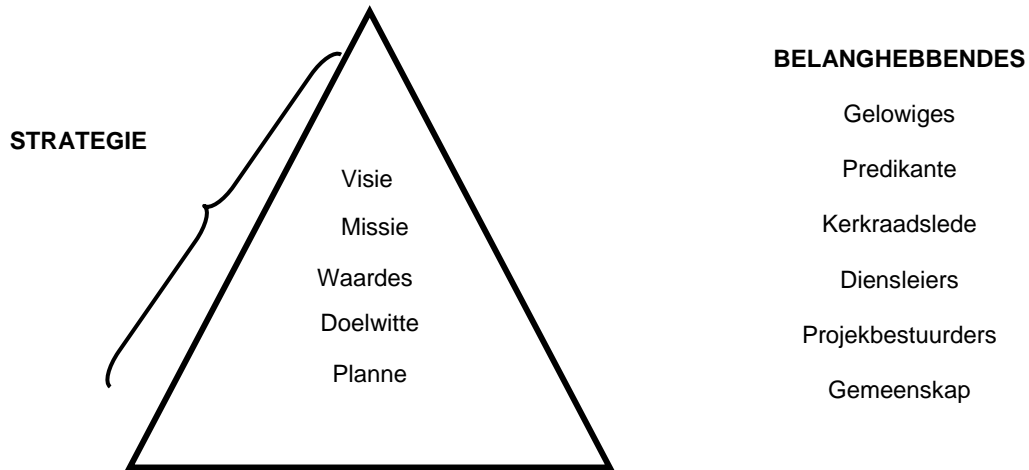 STRATEGIE
Visie
Missie
Waardes
Doelwitte
Planne
BELANGHEBBENDES
Gelowiges
Predikante
Kerkraadslede
Diensleiers
Projekbestuurders
Gemeenskap